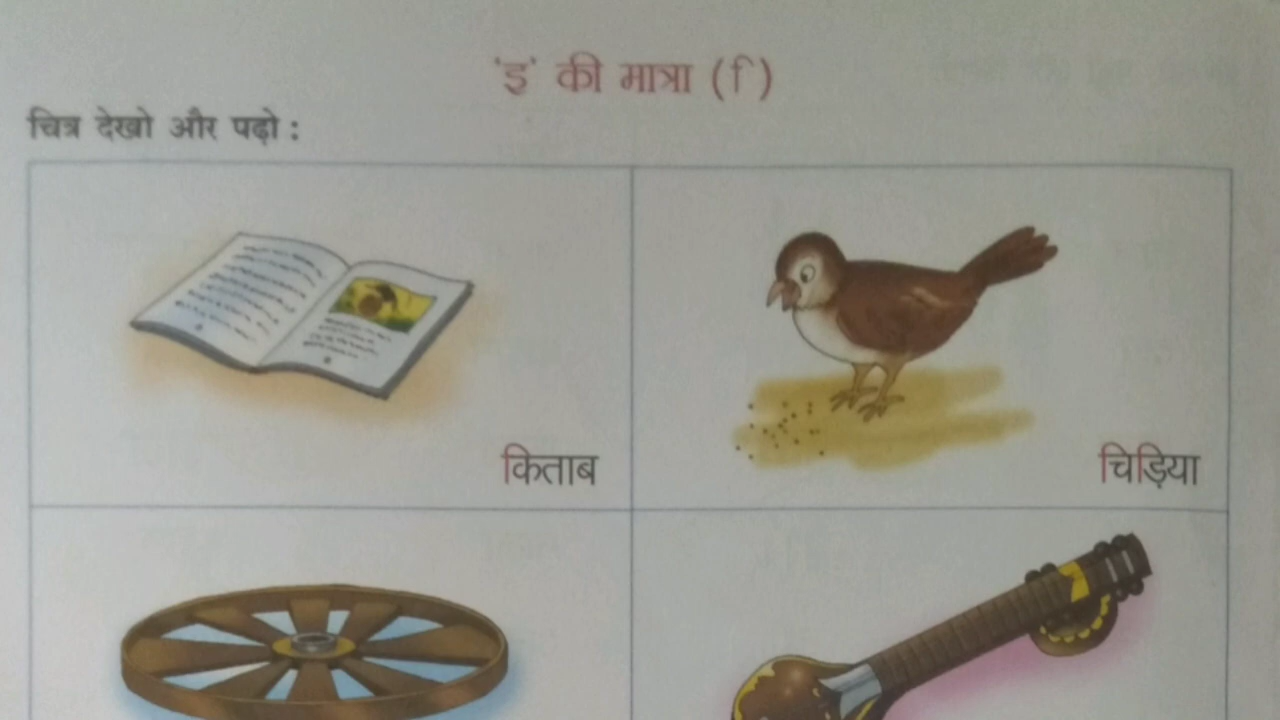 'इ' की मात्रा (ि)
चित्र देखो और पढ़ो :
किताब
चिड़िया